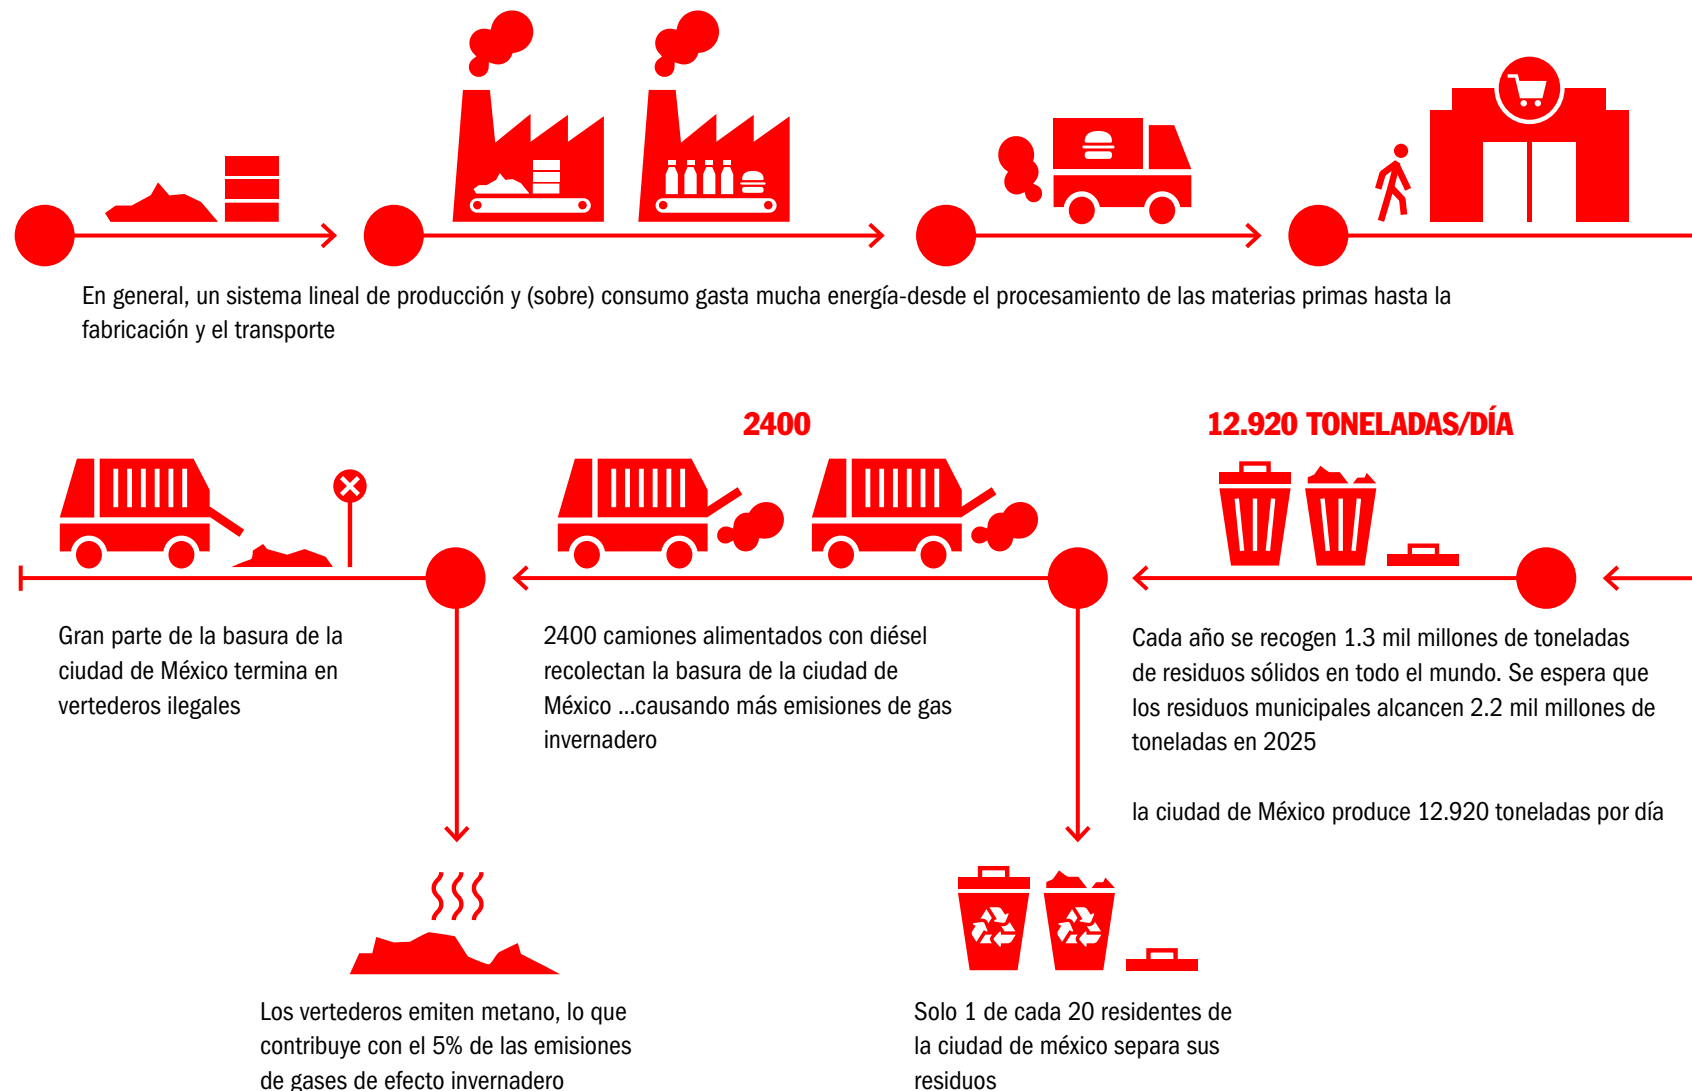 En general, un sistema lineal de producción y (sobre) consumo gasta mucha energía-desde el procesamiento de las materias primas hasta la
fabricación y el transporte
2400
12.920 TONELADAS/DÍA
Gran parte de la basura de la
ciudad de México termina en
vertederos ilegales
2400 camiones alimentados con diésel
recolectan la basura de la ciudad de
México ...causando más emisiones de gas
invernadero
Cada año se recogen 1.3 mil millones de toneladas
de residuos sólidos en todo el mundo. Se espera que
los residuos municipales alcancen 2.2 mil millones de
toneladas en 2025
la ciudad de México produce 12.920 toneladas por día
Los vertederos emiten metano, lo que
contribuye con el 5% de las emisiones
de gases de efecto invernadero
Solo 1 de cada 20 residentes de
la ciudad de méxico separa sus
residuos